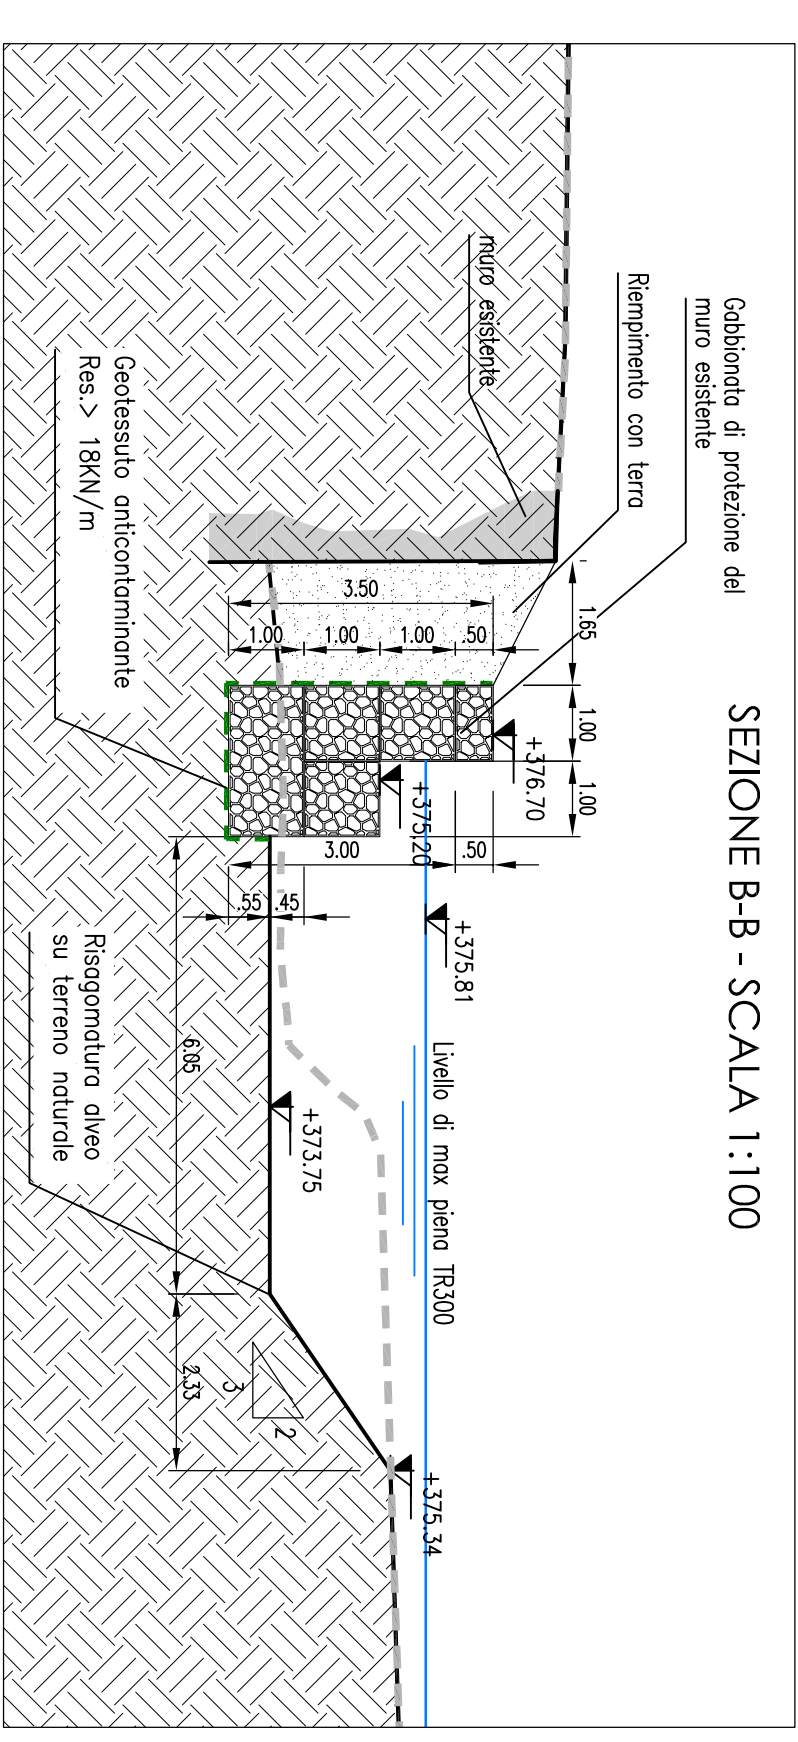 SEZIONE B-B - SCALA 1:100
Gabbionata di protezione del
muro esistente
Riempimento con terra
muro esistente
1.65
1.00
1.00
+376.70
+375.20
3.50
1.00
1.00
1.00
.50
3.00
.50
.55
.45
+375.81
Livello di max piena TR300
+373.75
+375.34
6.05
2.33
3
2
Geotessuto anticontaminante
Res.> 18KN/m
Risagomatura alveo
su terreno naturale